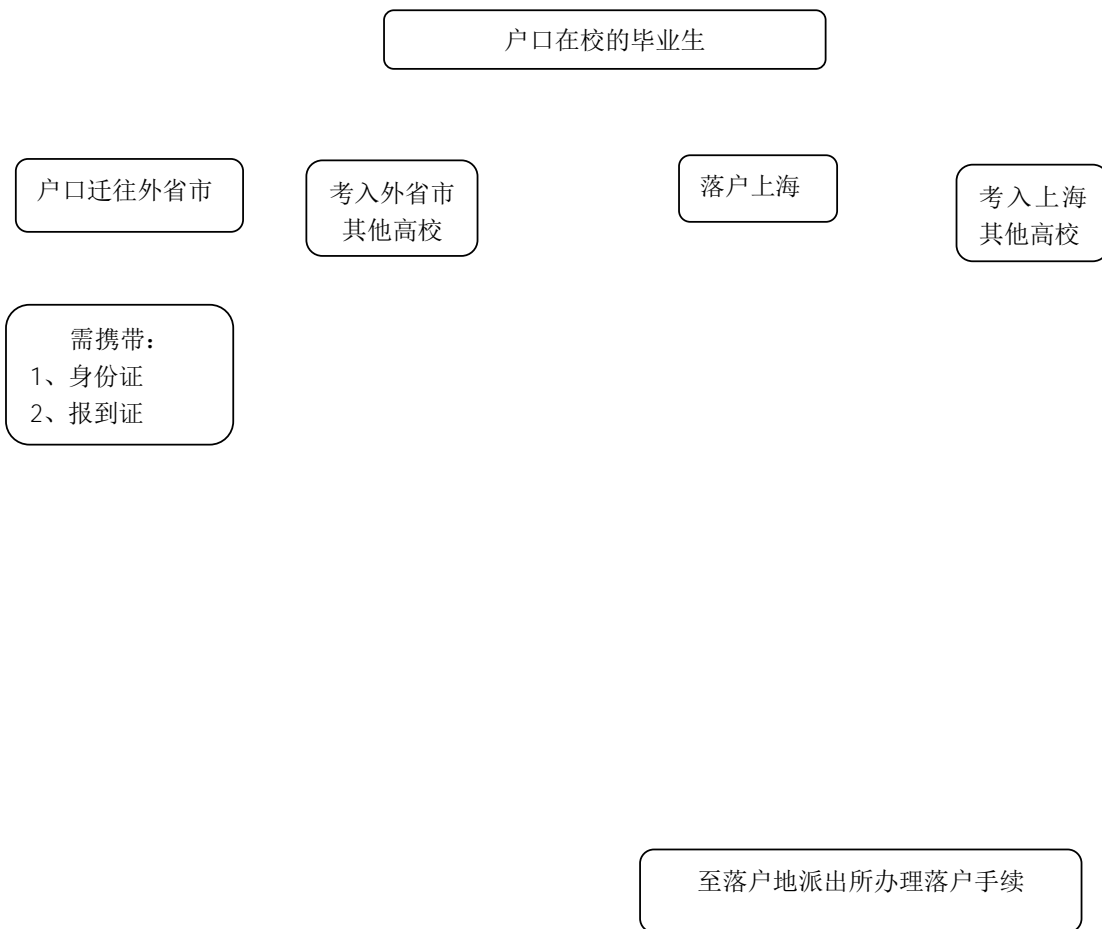 户口在校的毕业生
户口迁往外省市
考入外省市
其他高校
落户上海
考入上海
其他高校
需携带：
1、身份证
2、报到证
至落户地派出所办理落户手续